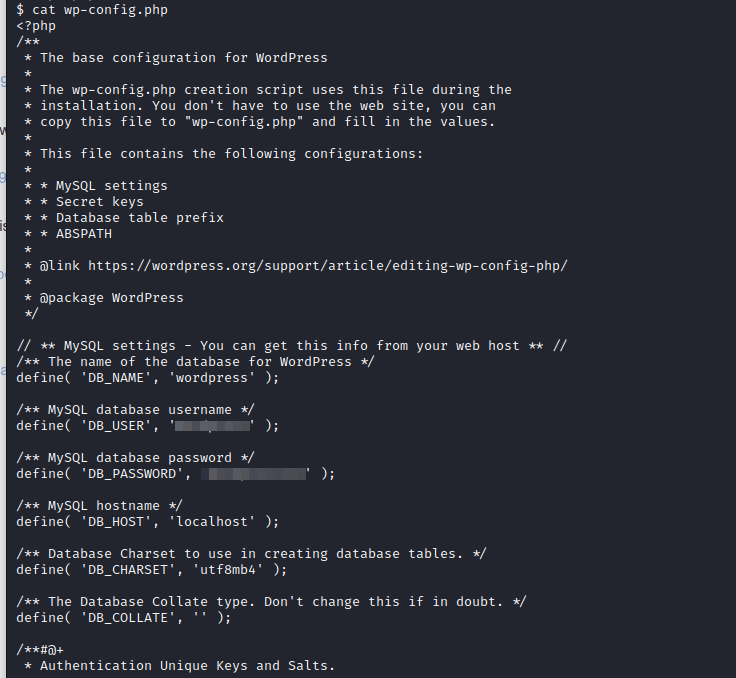 $ cat wp-config.php
<?php
/**
 * The base configuration for WordPress
 *
 * The wp-config.php creation script uses this file during the
 * installation. You don't have to use the web site, you can
 * copy this file to "wp-config.php" and fill in the values.
 *
 * This file contains the following configurations:
 *
 * * MySQL settings
 * * Secret keys
 * * Database table prefix
 * * ABSPATH
 *
 * @link https://wordpress.org/support/article/editing-wp-config-php/
 *
 * @package WordPress
 */
// ** MySQL settings - You can get this info from your web host ** //
/** The name of the database for WordPress */
define( 'DB_NAME', 'wordpress' );
/** MySQL database username */
define( 'DB_USER', '' );
/** MySQL database password */
define( 'DB_PASSWORD', ' );
/** MySQL hostname */
define( 'DB_HOST', 'localhost' );
/** Database Charset to use in creating database tables. */
define( 'DB_CHARSET', 'utf8mb4' );
/** The Database Collate type. Don't change this if in doubt. */
define( 'DB_COLLATE', '' );
/**#@+
 * Authentication Unique Keys and Salts.